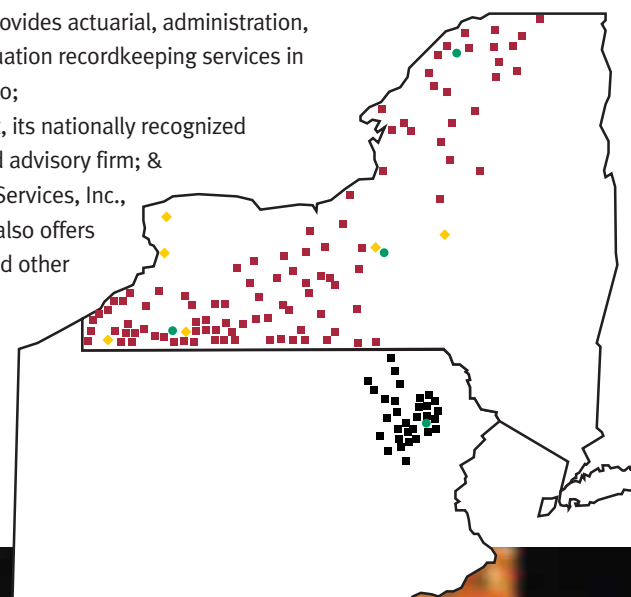 ovides actuarial, administration,
uation recordkeeping services in
o;
, its nationally recognized
d advisory firm; &
Services, Inc.,
also offers
d other